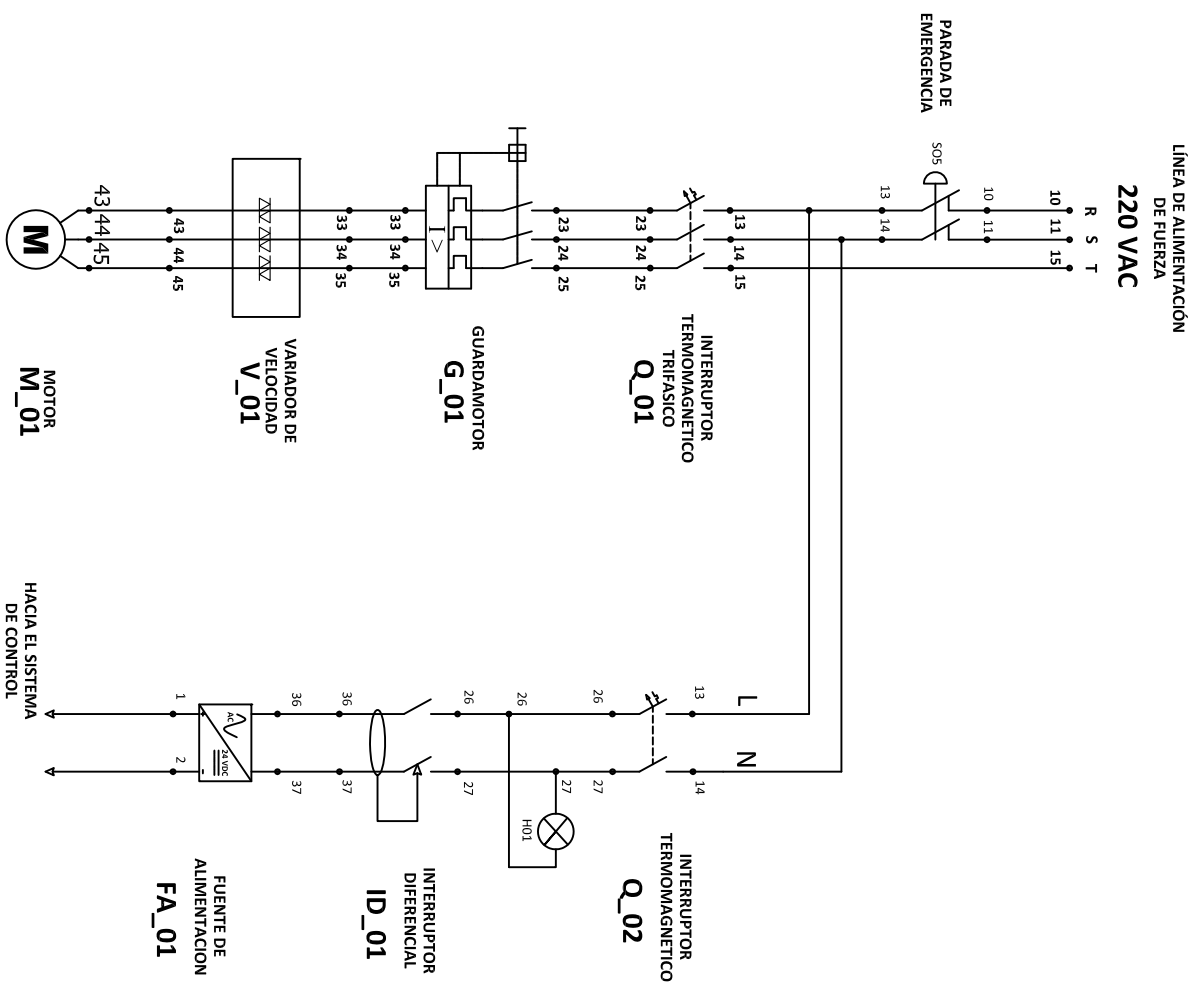 LÍNEA DE ALIMENTACIÓN
DE FUERZA
220 VAC
R S T
10 11 15
PARADA DE
EMERGENCIA
SO5
10 11
13 14
13 14 15
INTERRUPTOR
TERMOMAGNETICO
TRIFASICO
Q_01
23 24 25
23 24 25
GUARDAMOTOR
G_01
I >
33 34 35
33 34 35
VARIADOR DE
VELOCIDAD
V_01
43 44 45
43 44 45
M
MOTOR
M_01
L N
13 14
INTERRUPTOR
TERMOMAGNETICO
Q_02
26 27
27
H01
26
26 27
INTERRUPTOR
DIFERENCIAL
ID_01
36 37
36 37
AC
24 VDC
+ -
FUENTE DE
ALIMENTACION
FA_01
1 2
HACIA EL SISTEMA
DE CONTROL